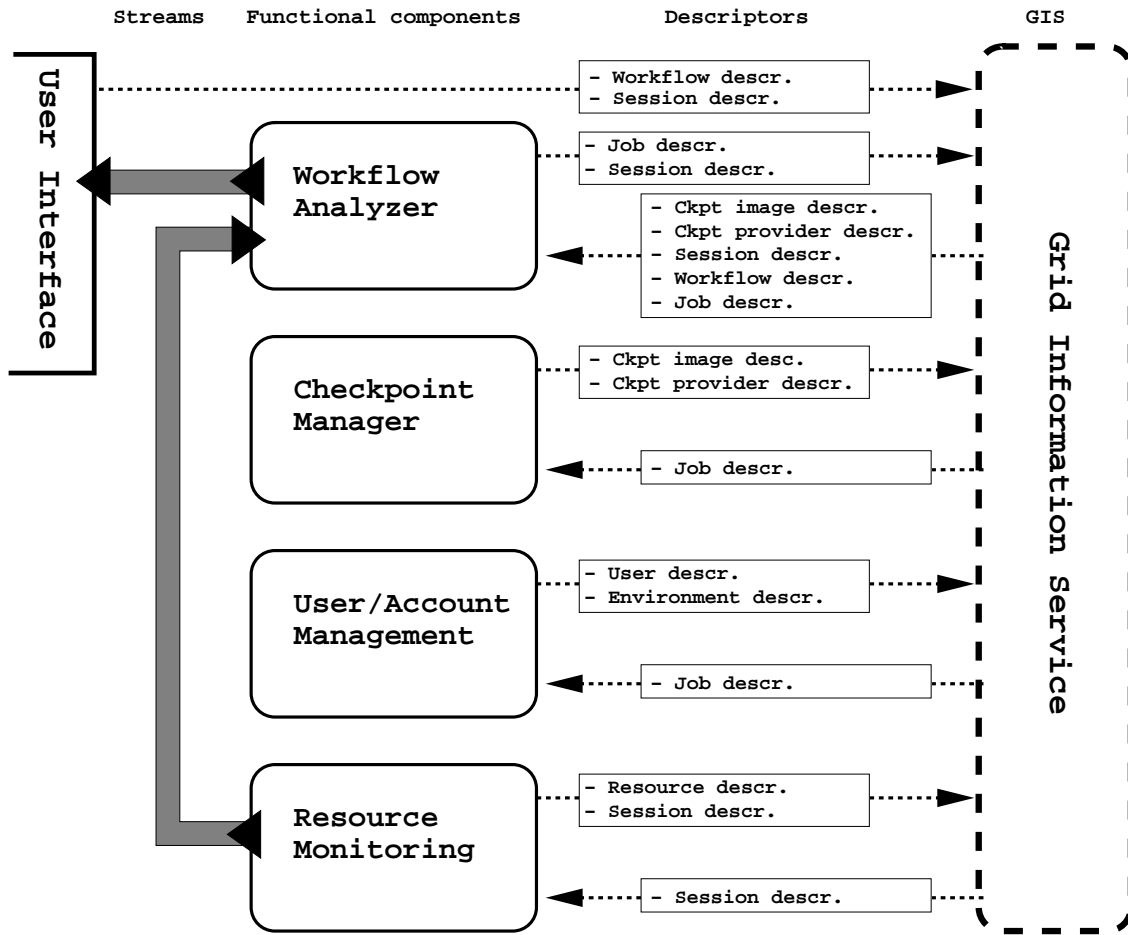 Streams Functional components Descriptors GIS
User Interface
– Workflow descr.
– Session descr.
Workflow
Analyzer
– Job descr.
– Session descr.
– Ckpt image descr.
– Ckpt provider descr.
– Session descr.
– Workflow descr.
– Job descr.
Checkpoint
Manager
– Ckpt image desc.
– Ckpt provider descr.
– Job descr.
User/Account
Management
– User descr.
– Environment descr.
– Job descr.
Resource
Monitoring
– Resource descr.
– Session descr.
– Session descr.
Grid Information Service